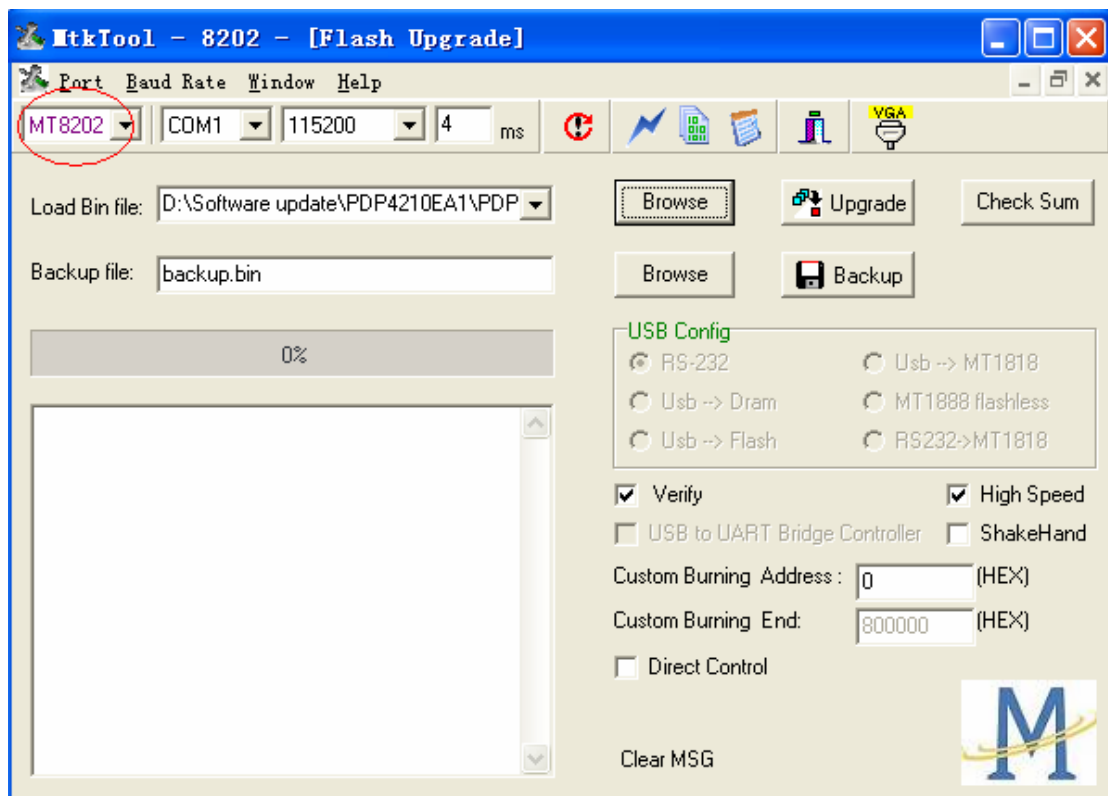 MtkTool - 8202 - [Flash Upgrade]
Port Baud Rate Window Help
MT8202 COM1 115200 4 ms VGA
Load Bin file: D:\Software update\PDP4210EA1\PDP Browse Upgrade Check Sum
Backup file: backup.bin Browse Backup
USB Config
0%
RS-232 Usb --> MT1818
Usb --> Dram MT1888 flashless
Usb --> Flash RS232->MT1818
Verify High Speed
USB to UART Bridge Controller ShakeHand
Custom Burning Address : 0 (HEX)
Custom Burning End: 800000 (HEX)
Direct Control
M
Clear MSG